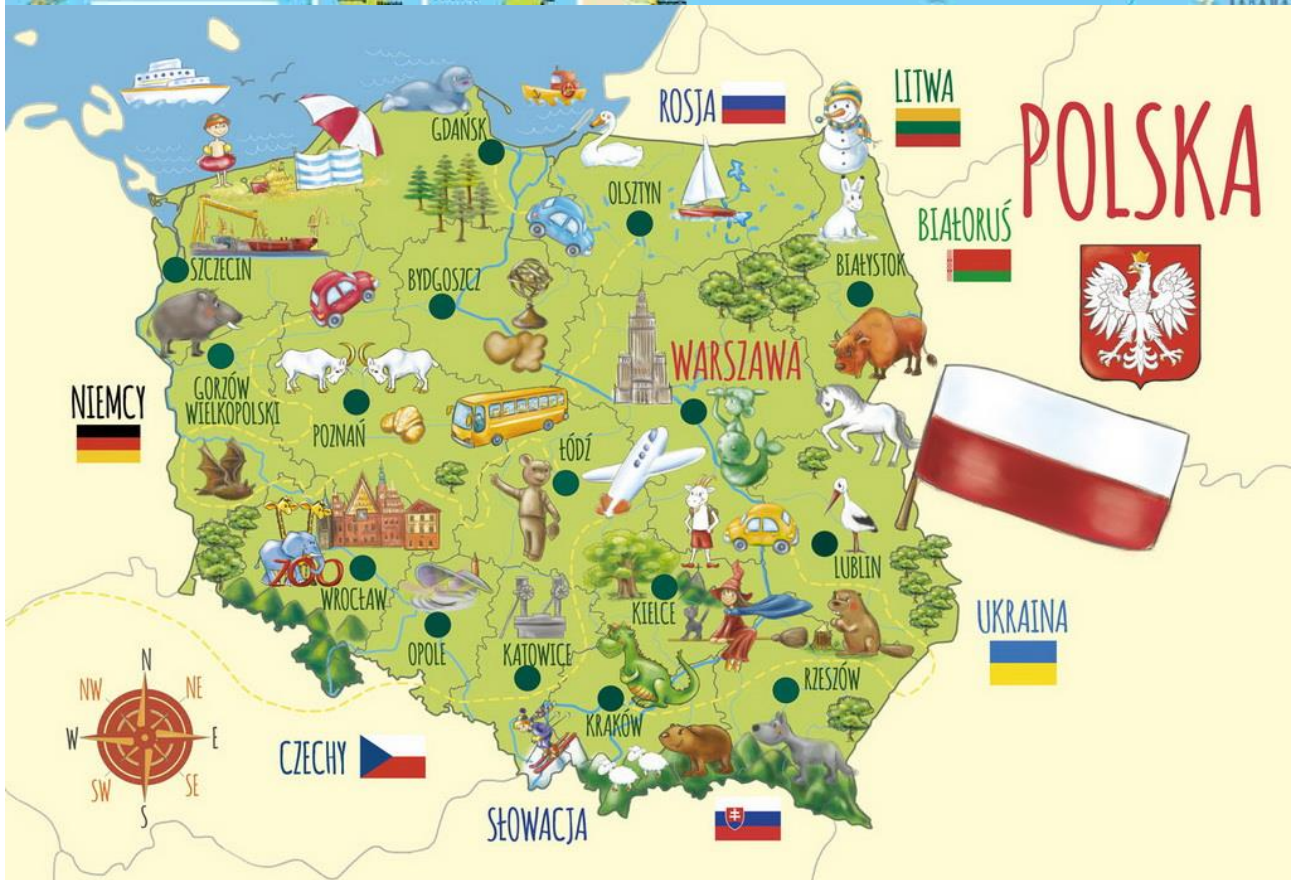 POLSKA
ROSJA
LITWA
BIAŁORUŚ
GDAŃSK
OLSZTYN
SZCZECIN
BYDGOSZCZ
BIAŁYSTOK
WARSZAWA
NIEMCY
GORZÓW
WIELKOPOLSKI
POZNAŃ
ŁÓDŹ
ZOO
WROCŁAW
LUBLIN
KIELCE
OPOLE
KATOWICE
UKRAINA
RZESZÓW
KRAKÓW
CZECHY
SŁOWACJA
N
NW
NE
W
E
SW
SE
S